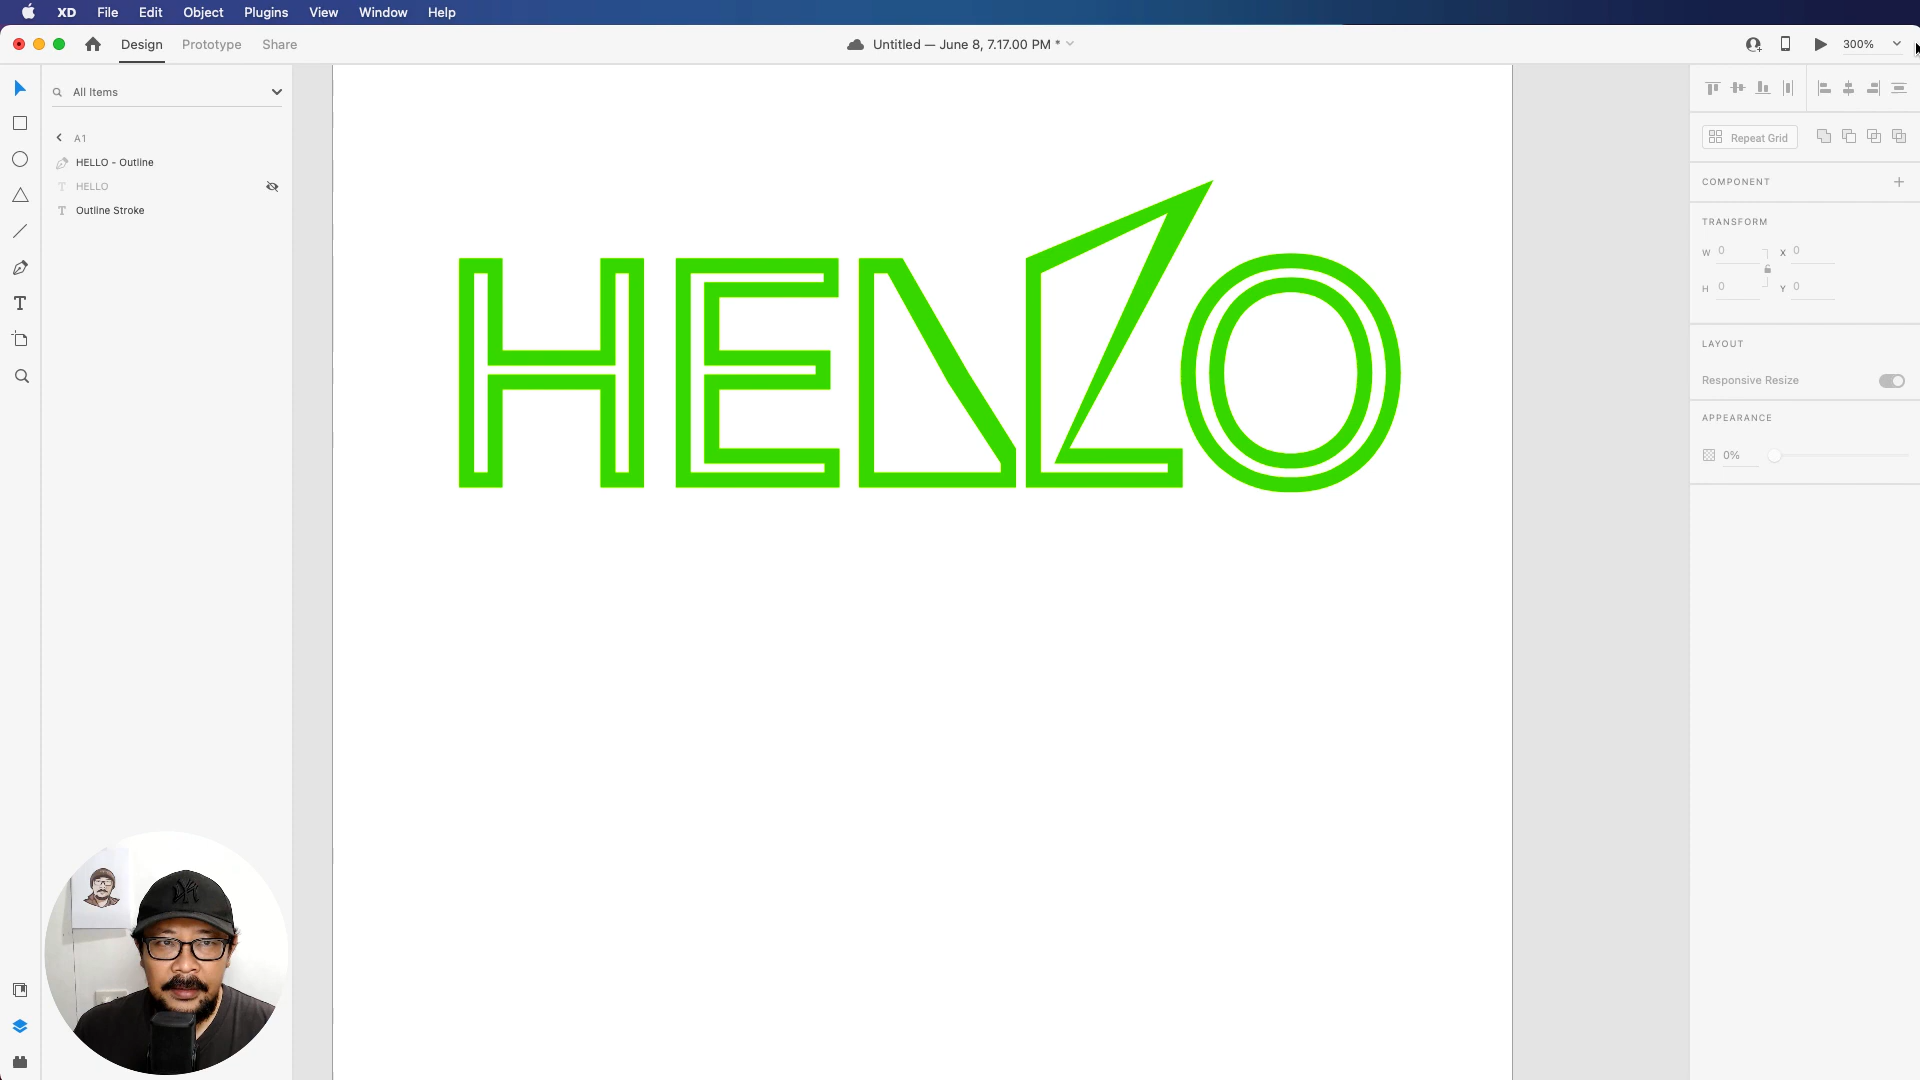 XD File Edit Object Plugins View Window Help
Design Prototype Share
Untitled — June 8, 7.17.00 PM *
300%
All Items
A1
HELLO - Outline
HELLO
Outline Stroke
HELLO
Repeat Grid
COMPONENT
TRANSFORM
W 0 X 0
H 0 Y 0
LAYOUT
Responsive Resize
APPEARANCE
0%